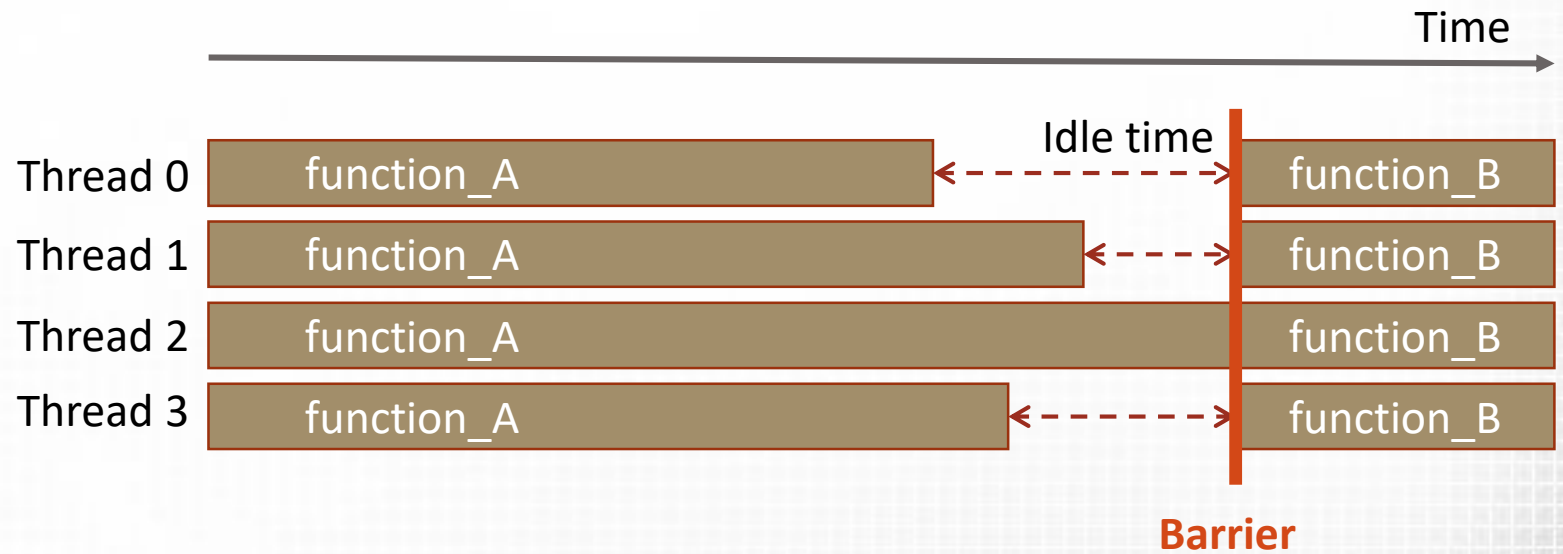 Time
Idle time
Thread 0 function_A function_B
Thread 1 function_A function_B
Thread 2 function_A function_B
Thread 3 function_A function_B
Barrier